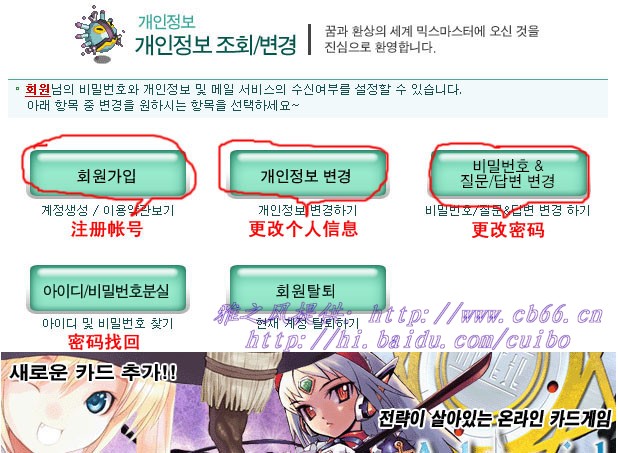 개인정보
개인정보 조회/변경
꿈과 환상의 세계 믹스마스터에 오신 것을
진심으로 환영합니다.
회원님의 비밀번호와 개인정보 및 메일 서비스의 수신여부를 설정할 수 있습니다.
아래 항목 중 변경을 원하시는 항목을 선택하세요~
회원가입
개인정보 변경
비밀번호 &
질문/답변 변경
계정생성 / 이용약관보기
개인정보 변경하기
비밀번호/질문&답변 변경 하기
注册帐号
更改个人信息
更改密码
아이디/비밀번호분실
회원탈퇴
雅之风提供: http://www.cb66.cn
아이디 및 비밀번호 찾기
현재 계정 탈퇴하기
http://hi.baidu.com/cuibo
密码找回
새로운 카드 추가!!
전략이 살아있는 온라인 카드게임